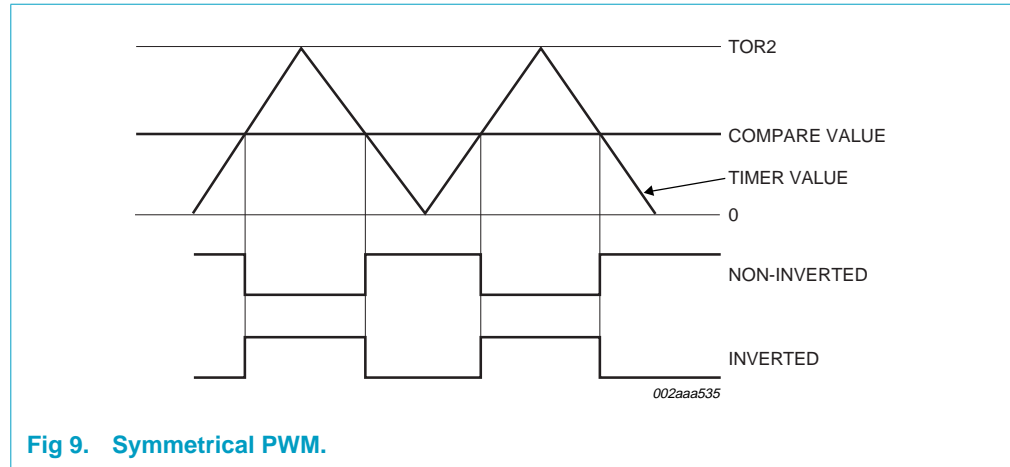 TOR2
COMPARE VALUE
TIMER VALUE
0
NON-INVERTED
INVERTED
002aaa535
Fig 9. Symmetrical PWM.